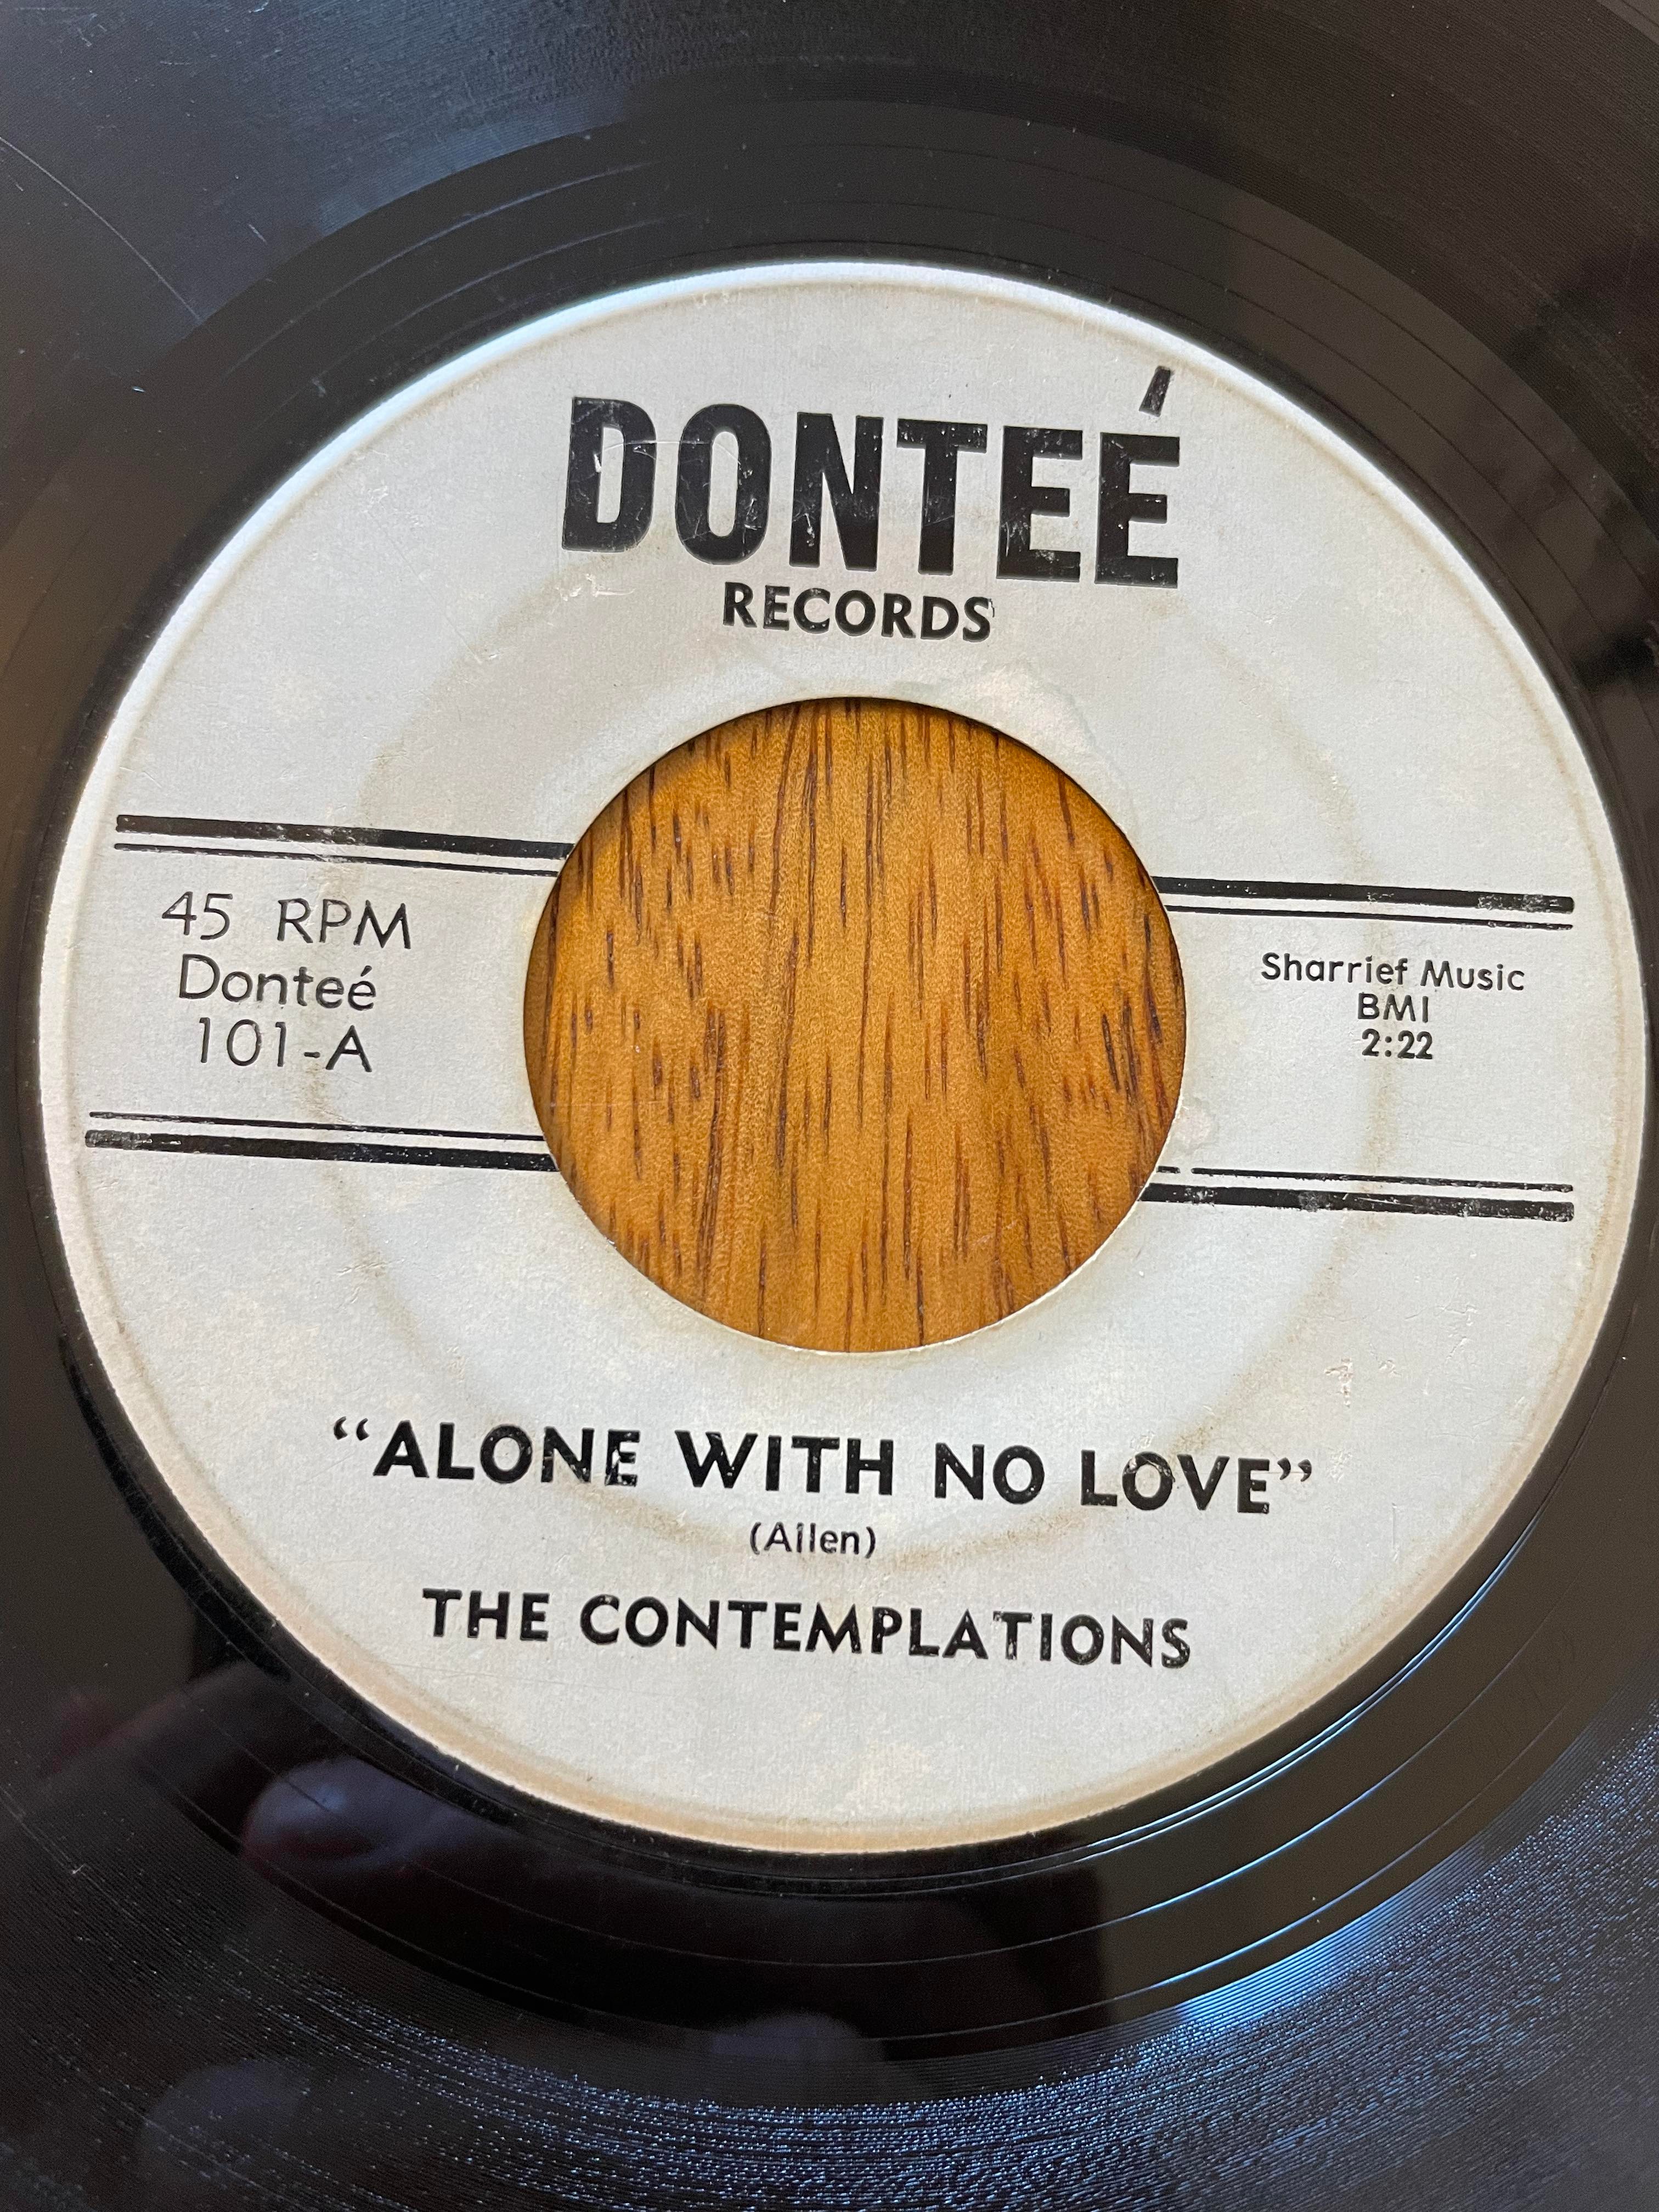 DONTEÉ
RECORDS
45 RPM
Donteé
101-A
Sharrief Music
BMI
2:22
“ALONE WITH NO LOVE”
(Allen)
THE CONTEMPLATIONS